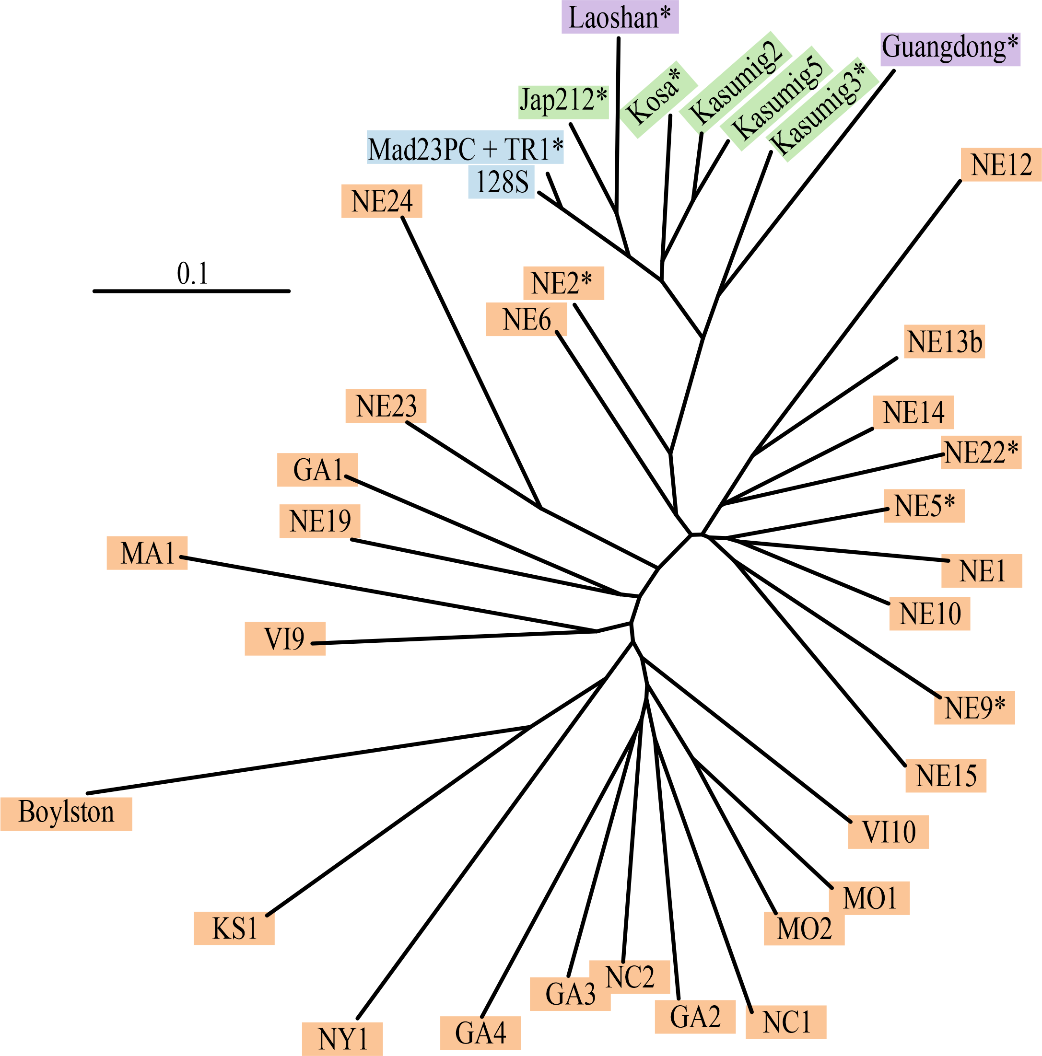 Laoshan*
Guangdong*
Kasumig2
Kasumig5
Kosa*
Kasumig3*
Jap212*
Mad23PC + TR1*
128S
NE12
NE24
0.1
NE2*
NE6
NE13b
NE23
NE14
NE22*
GA1
NE5*
NE19
MA1
NE1
NE10
VI9
NE9*
NE15
Boylston
VI10
MO1
KS1
MO2
NC2
GA3
GA2
NC1
GA4
NY1